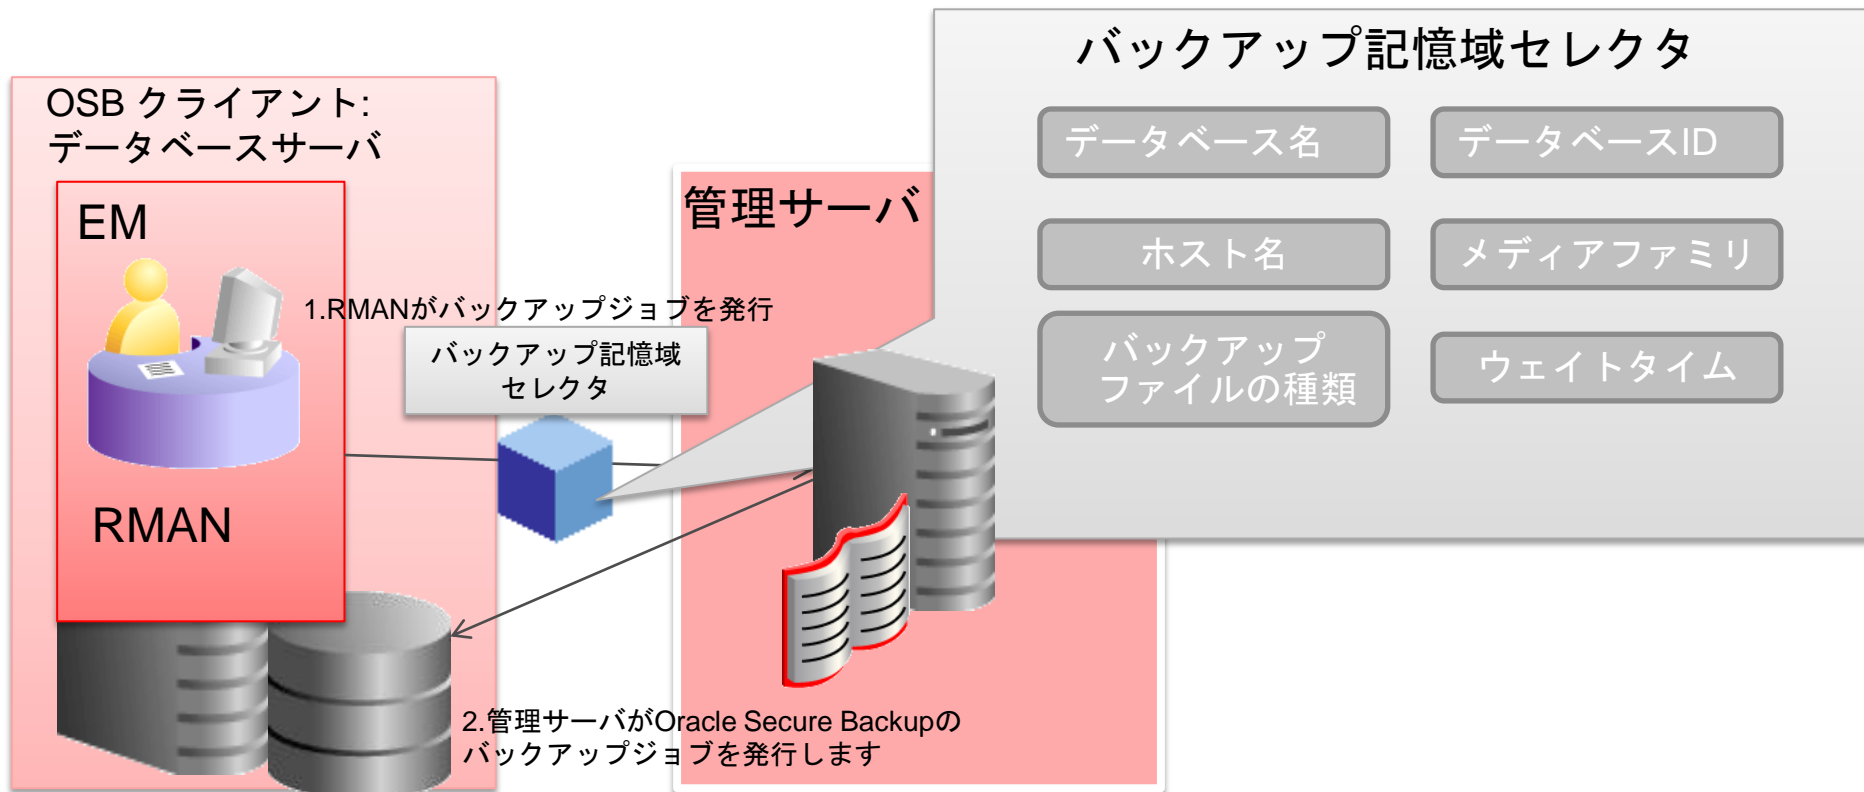 OSB クライアント:
データベースサーバ
EM
RMAN
1.RMANがバックアップジョブを発行
バックアップ記憶域
セレクタ
管理サーバ
2.管理サーバがOracle Secure Backupの
バックアップジョブを発行します
バックアップ記憶域セレクタ
データベース名
データベースID
ホスト名
メディアファミリ
バックアップ
ファイルの種類
ウェイトタイム